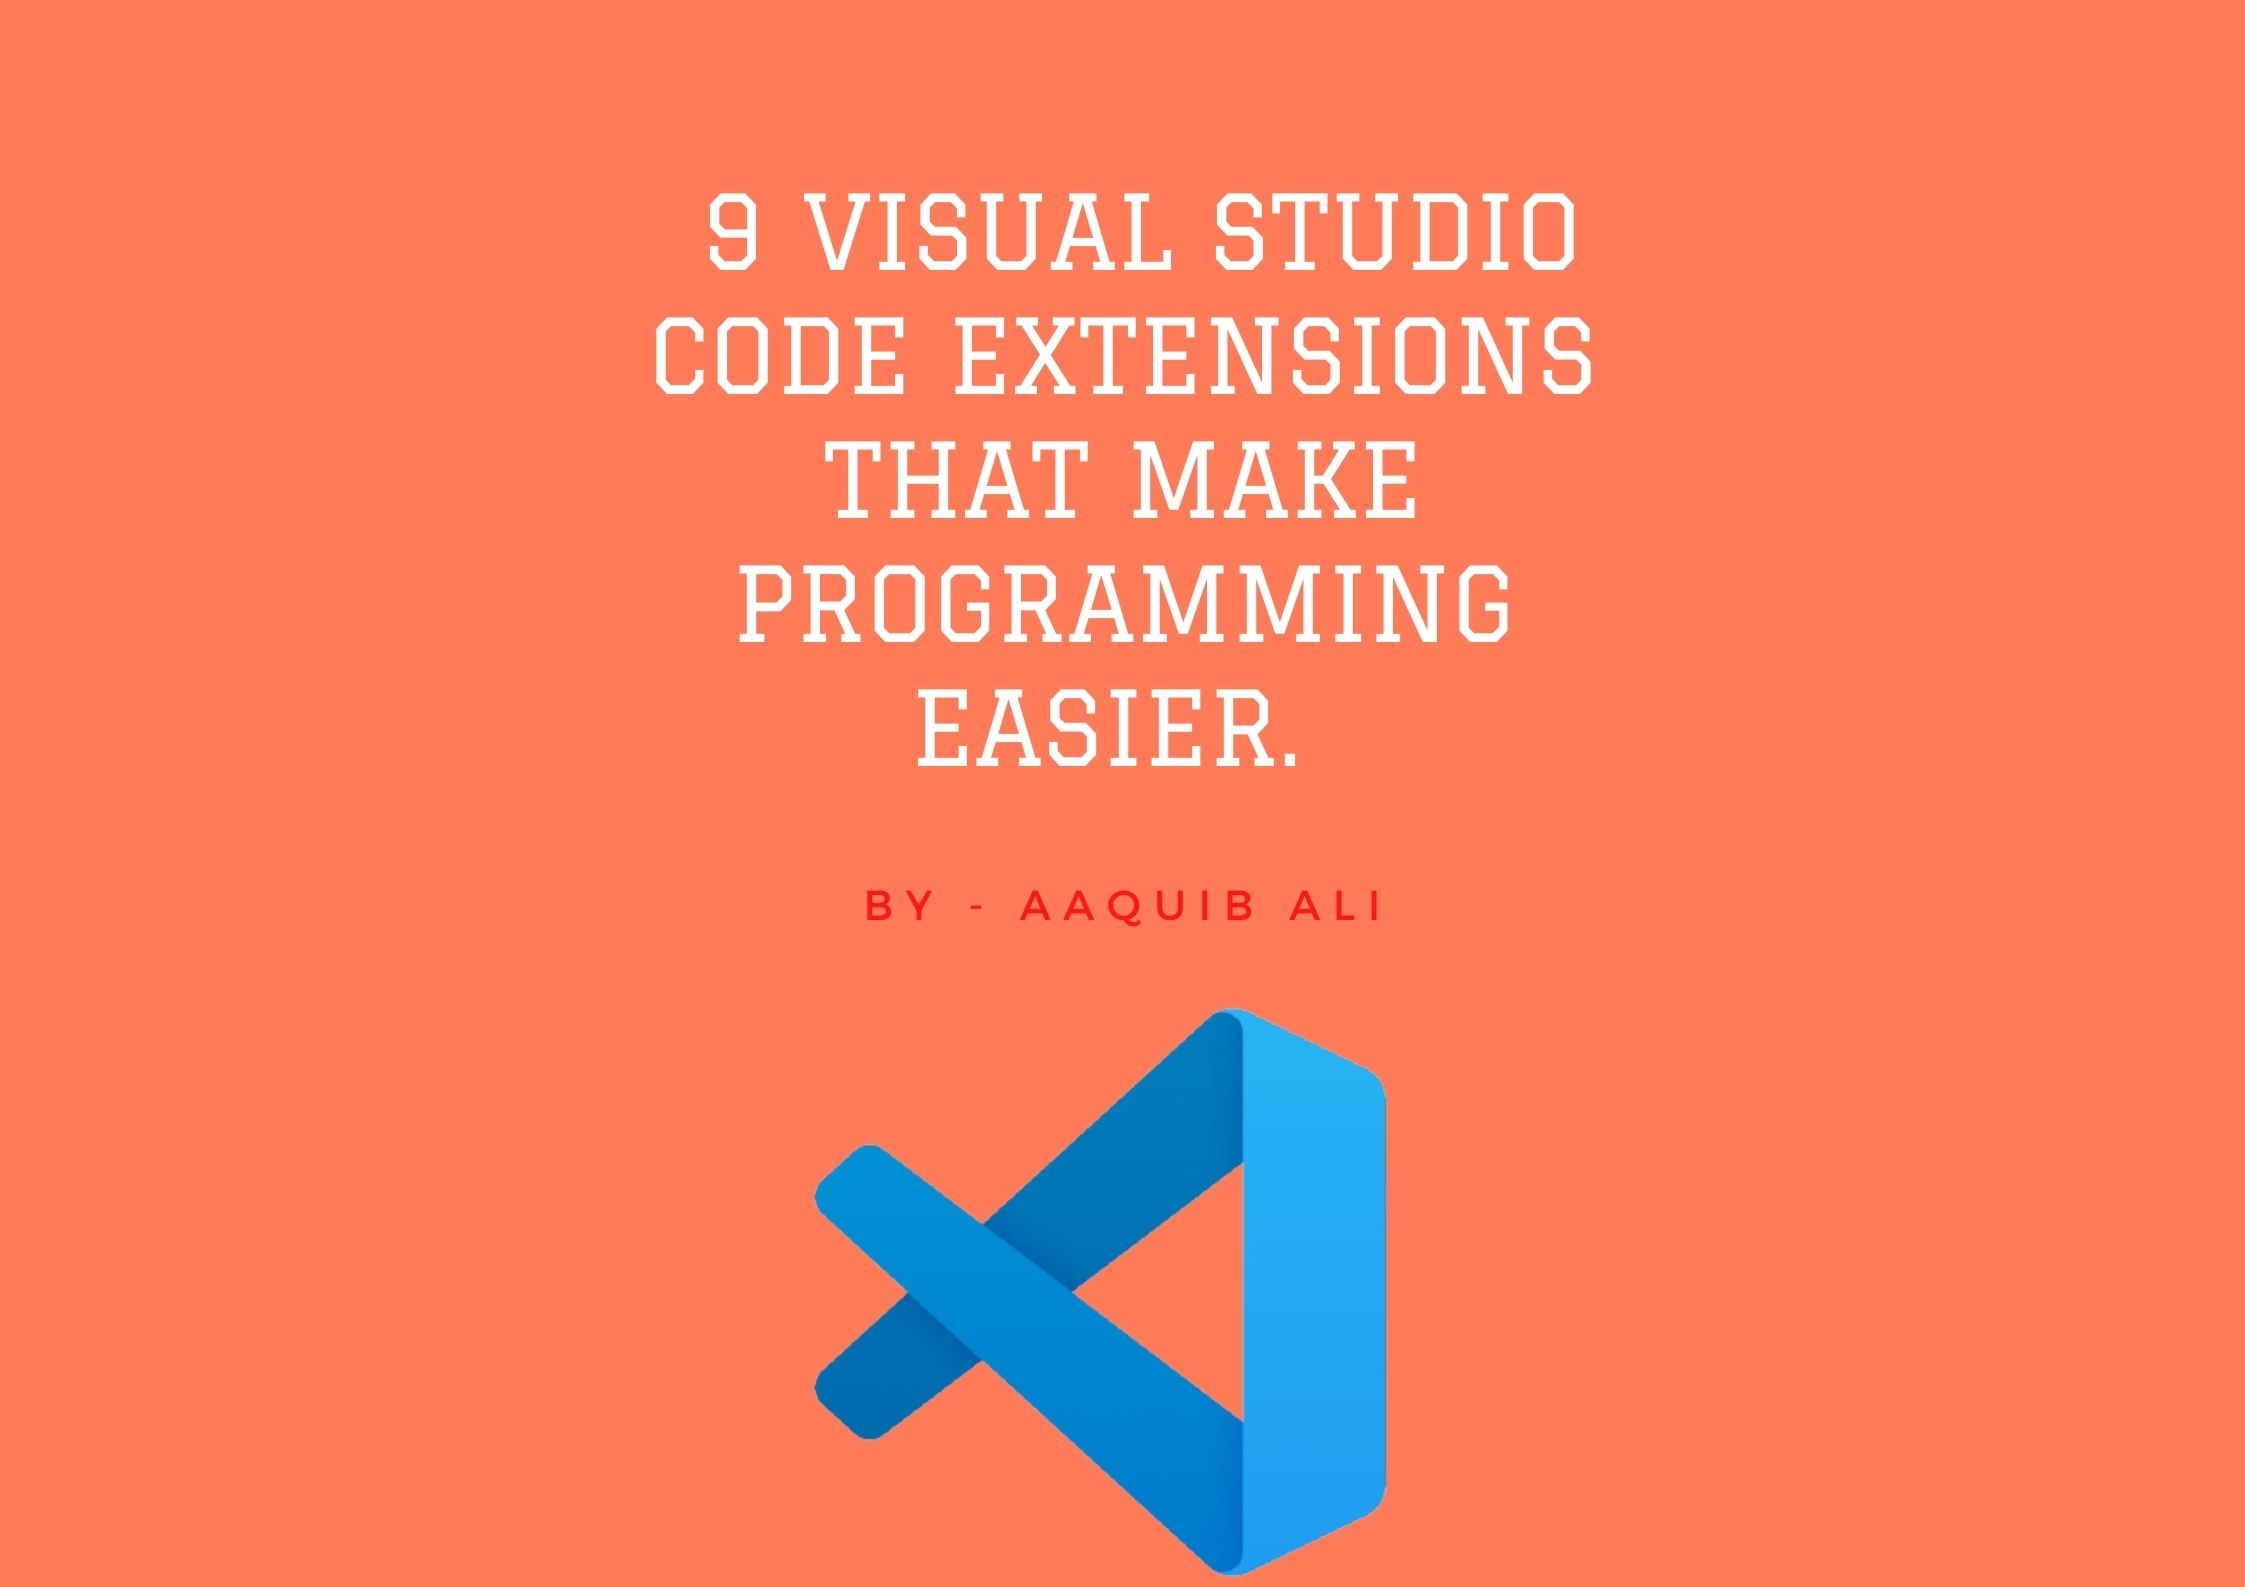 9 VISUAL STUDIO
CODE EXTENSIONS
THAT MAKE
PROGRAMMING
EASIER.
BY - AAQUIB ALI